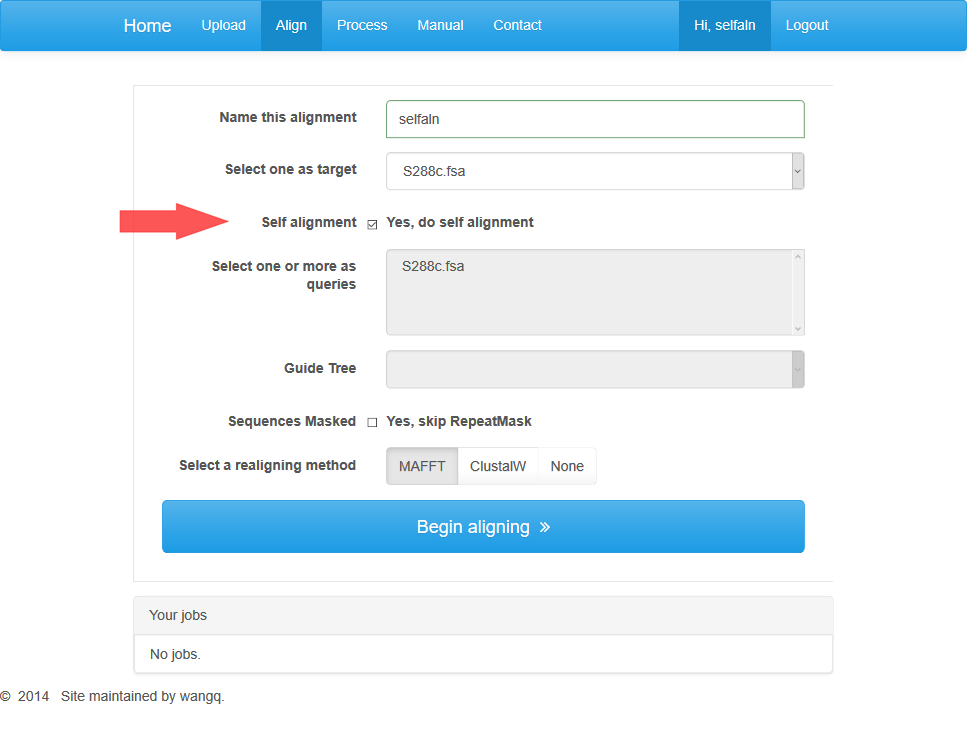 Home Upload Align Process Manual Contact Hi, selfaln Logout
Name this alignment selfaln
Select one as target S288c.fsa
Self alignment Yes, do self alignment
Select one or more as S288c.fsa
queries
Guide Tree
Sequences Masked Yes, skip RepeatMask
Select a realigning method MAFFT ClustalW None
Begin aligning »
Your jobs
No jobs.
© 2014 Site maintained by wangq.